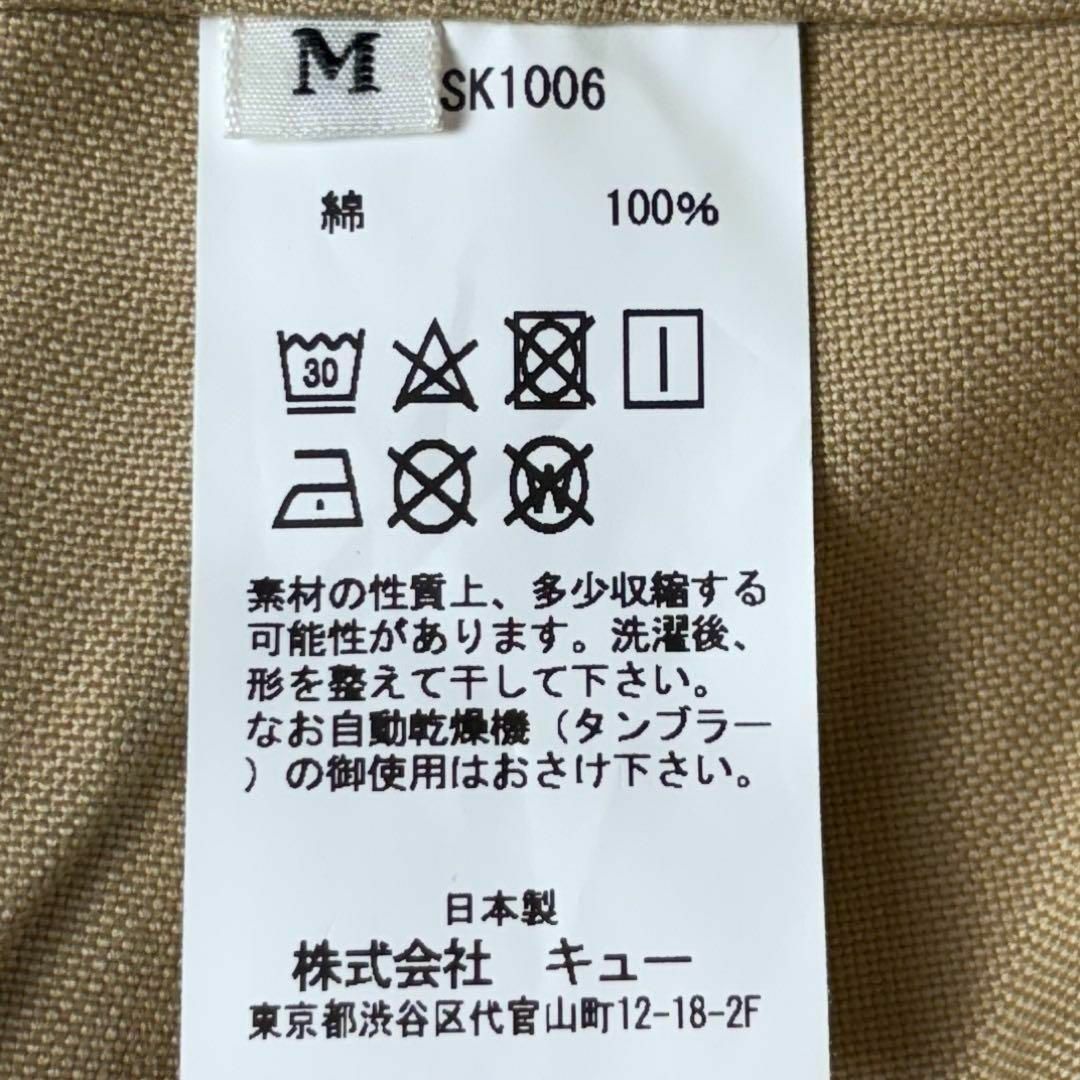 M
SK1006
綿 100%
30
素材の性質上、多少収縮する
可能性があります。洗濯後、
形を整えて干して下さい。
なお自動乾燥機（タンブラー
）の御使用はおさけ下さい。
日本製
株式会社 キュー
東京都渋谷区代官山町12-18-2F